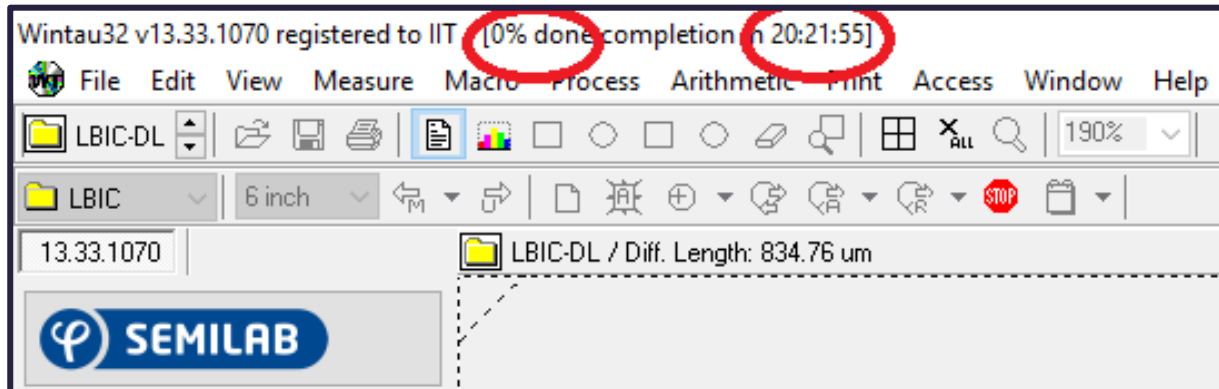 Wintau32 v13.33.1070 registered to IIT [0% done completion in 20:21:55]
File Edit View Measure Macro Process Arithmetic Print Access Window Help
LBIC-DL X ALL 190%
LBIC 6 inch M A A R STOP
13.33.1070 LBIC-DL / Diff. Length: 834.76 um
SEMILAB